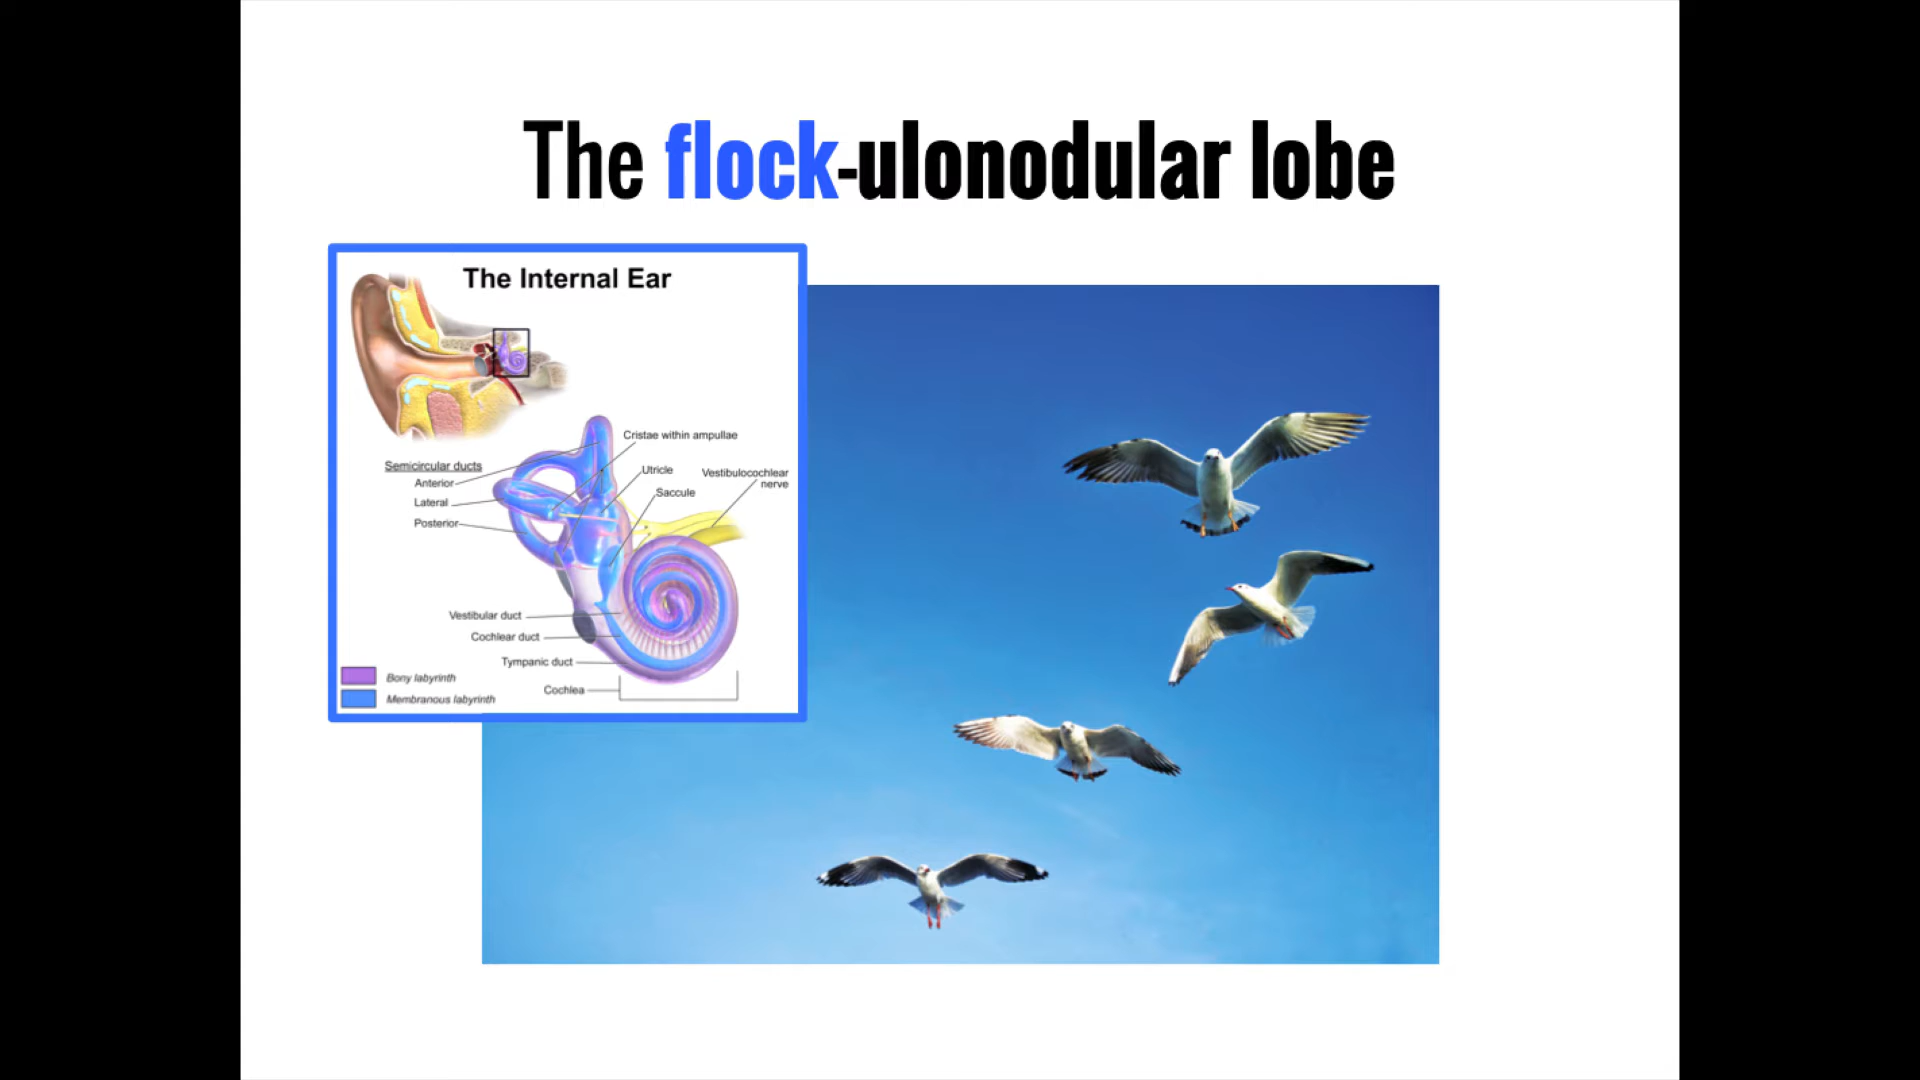 The flock-ulonodular lobe
The Internal Ear
Cristae within ampullae
Semicircular ducts
Anterior
Lateral
Posterior
Utricle
Saccule
Vestibulocochlear
nerve
Vestibular duct
Cochlear duct
Tympanic duct
Cochlea
Bony labyrinth
Membranous labyrinth